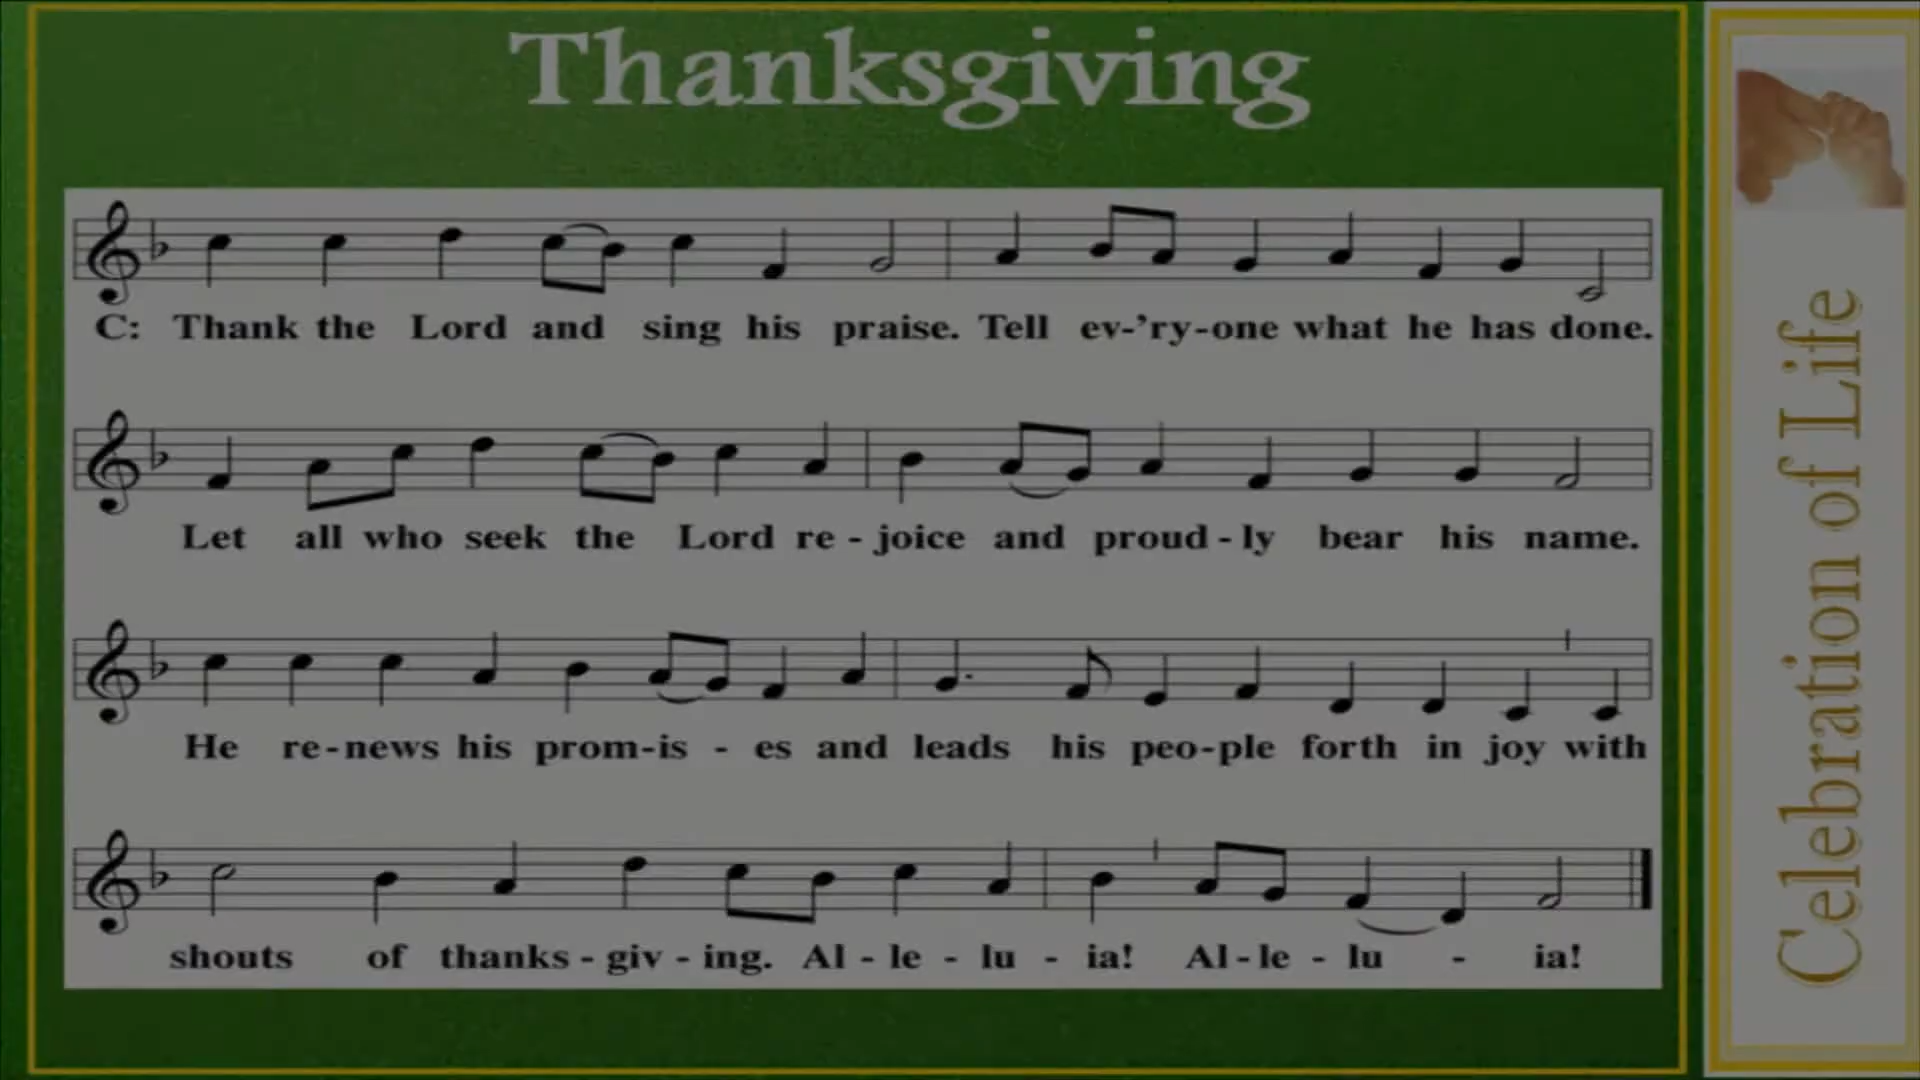 Thanksgiving
C: Thank the Lord and sing his praise. Tell ev-’ry-one what he has done.
Let all who seek the Lord re - joice and proud - ly bear his name.
He re - news his prom - is - es and leads his peo - ple forth in joy with
shouts of thanks - giv - ing. Al - le - lu - ia! Al - le - lu - ia!
Celebration of Life